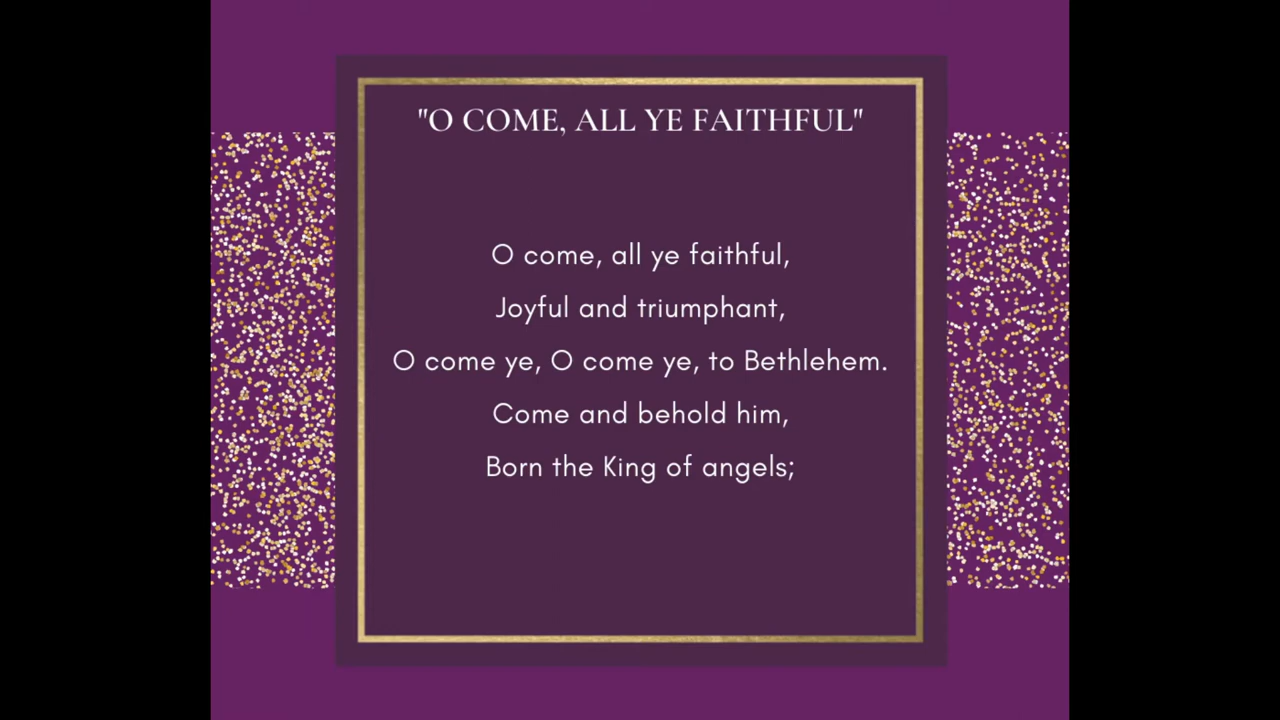 "O COME, ALL YE FAITHFUL"
O come, all ye faithful,
Joyful and triumphant,
O come ye, O come ye, to Bethlehem.
Come and behold him,
Born the King of angels;